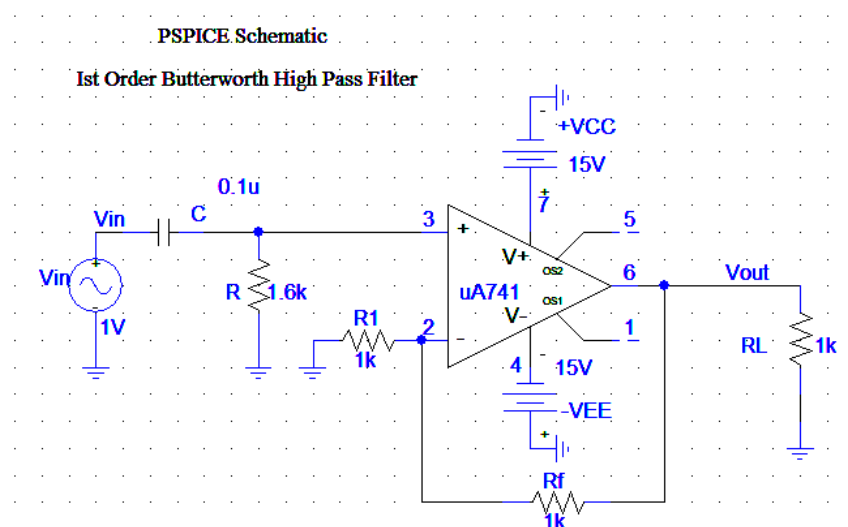 PSPICE Schematic
Ist Order Butterworth High Pass Filter
-
+VCC
15V
+
7
0.1u
Vin
C
3
+
5
V+
OS2
6
Vout
+
Vin
-
1V
R
1.6k
uA741
OS1
V-
R1
1k
2
-
1
RL
1k
4
-
15V
-VEE
+
Rf
1k